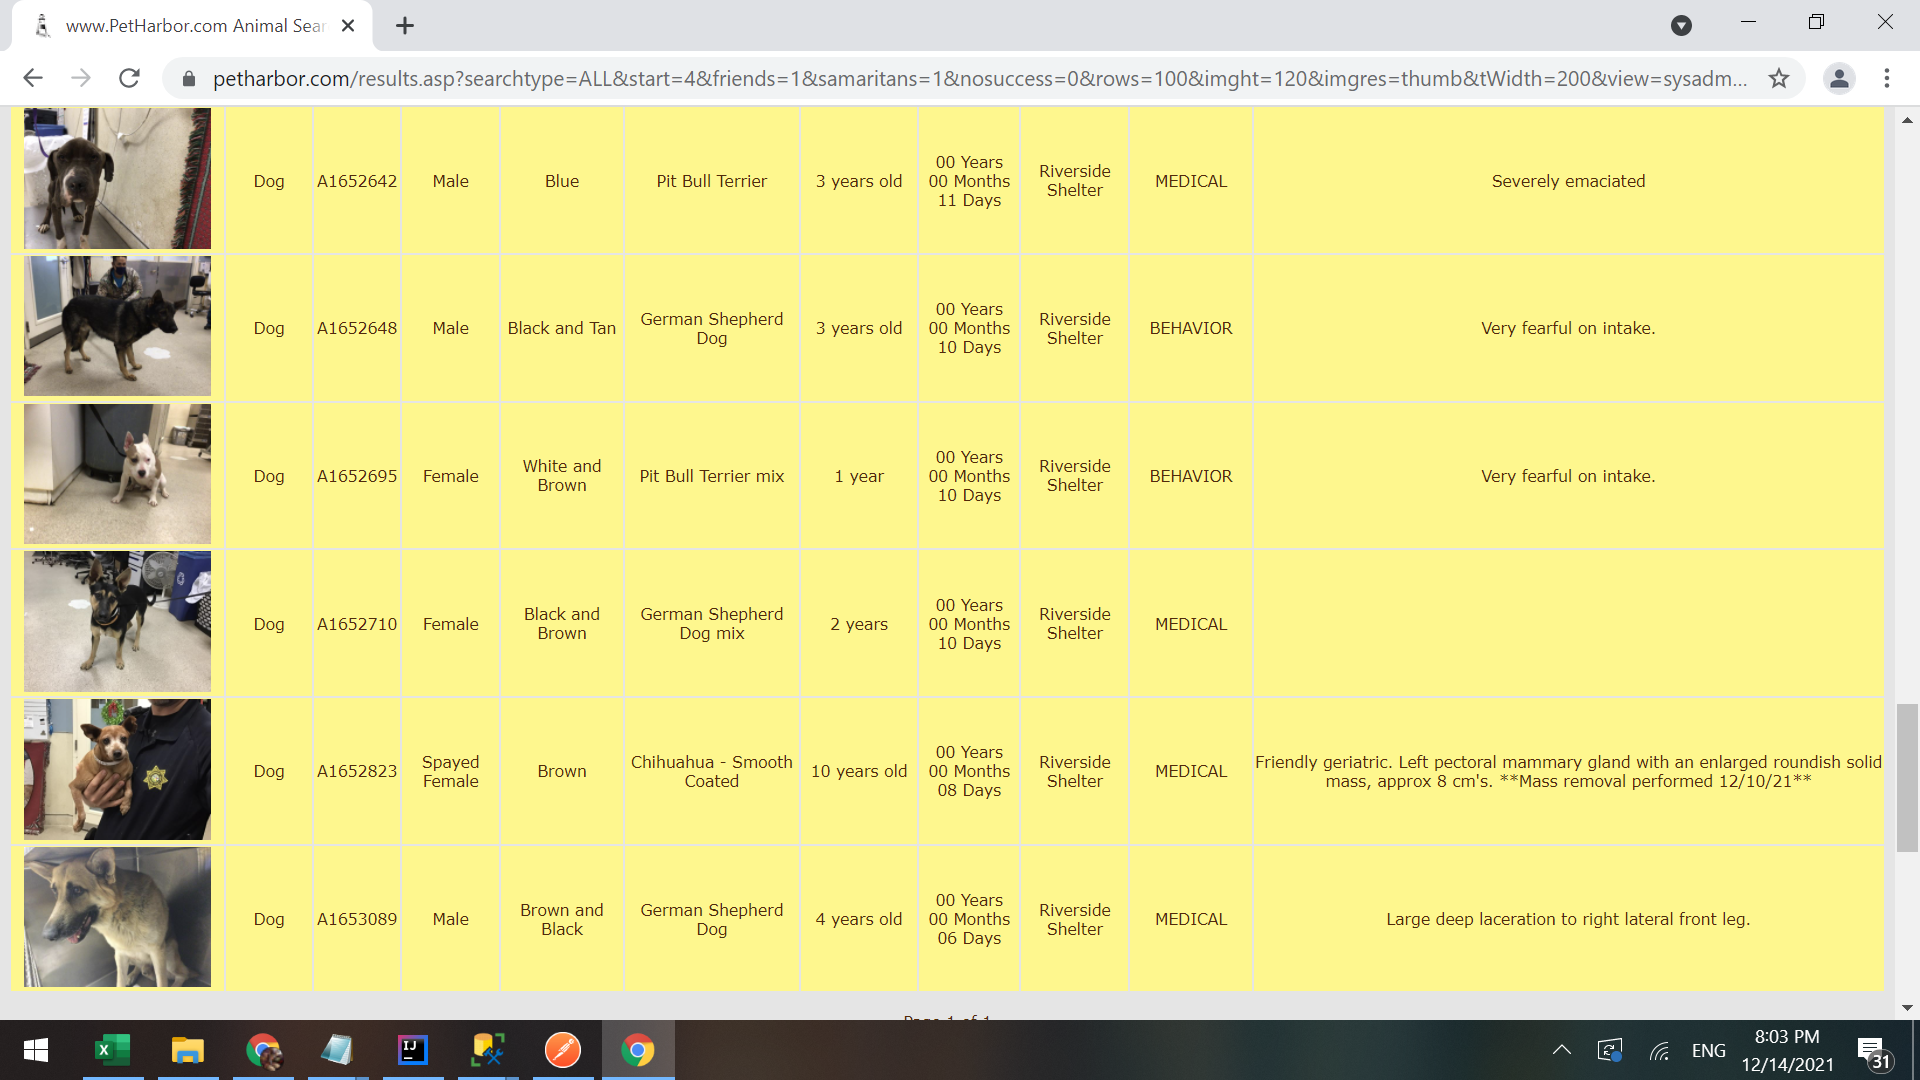 www.PetHarbor.com Animal Sear
petharbor.com/results.asp?searchtype=ALL&start=4&friends=1&samaritans=1&nosuccess=0&rows=100&imght=120&imgres=thumb&tWidth=200&view=sysadm...
Dog A1652642 Male Blue Pit Bull Terrier 3 years old 00 Years 00 Months 11 Days Riverside Shelter MEDICAL Severely emaciated
Dog A1652648 Male Black and Tan German Shepherd Dog 3 years old 00 Years 00 Months 10 Days Riverside Shelter BEHAVIOR Very fearful on intake.
Dog A1652695 Female White and Brown Pit Bull Terrier mix 1 year 00 Years 00 Months 10 Days Riverside Shelter BEHAVIOR Very fearful on intake.
Dog A1652710 Female Black and Brown German Shepherd Dog mix 2 years 00 Years 00 Months 10 Days Riverside Shelter MEDICAL
Dog A1652823 Spayed Female Brown Chihuahua - Smooth Coated 10 years old 00 Years 00 Months 08 Days Riverside Shelter MEDICAL Friendly geriatric. Left pectoral mammary gland with an enlarged roundish solid mass, approx 8 cm's. **Mass removal performed 12/10/21**
Dog A1653089 Male Brown and Black German Shepherd Dog 4 years old 00 Years 00 Months 06 Days Riverside Shelter MEDICAL Large deep laceration to right lateral front leg.
Page 1 of 1
ENG
8:03 PM
12/14/2021
31